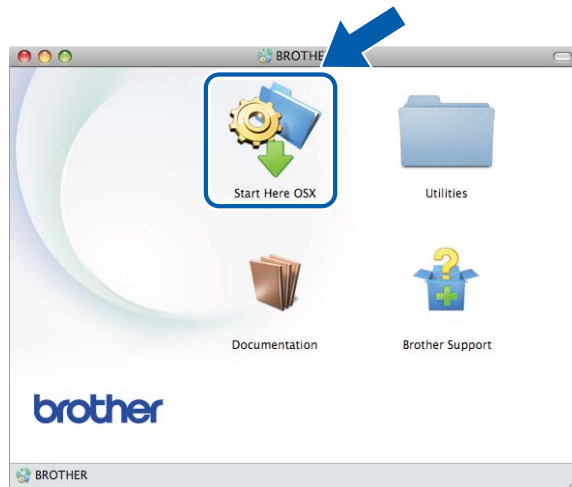 BROTHE
Start Here OSX
Utilities
Documentation
Brother Support
brother
BROTHER